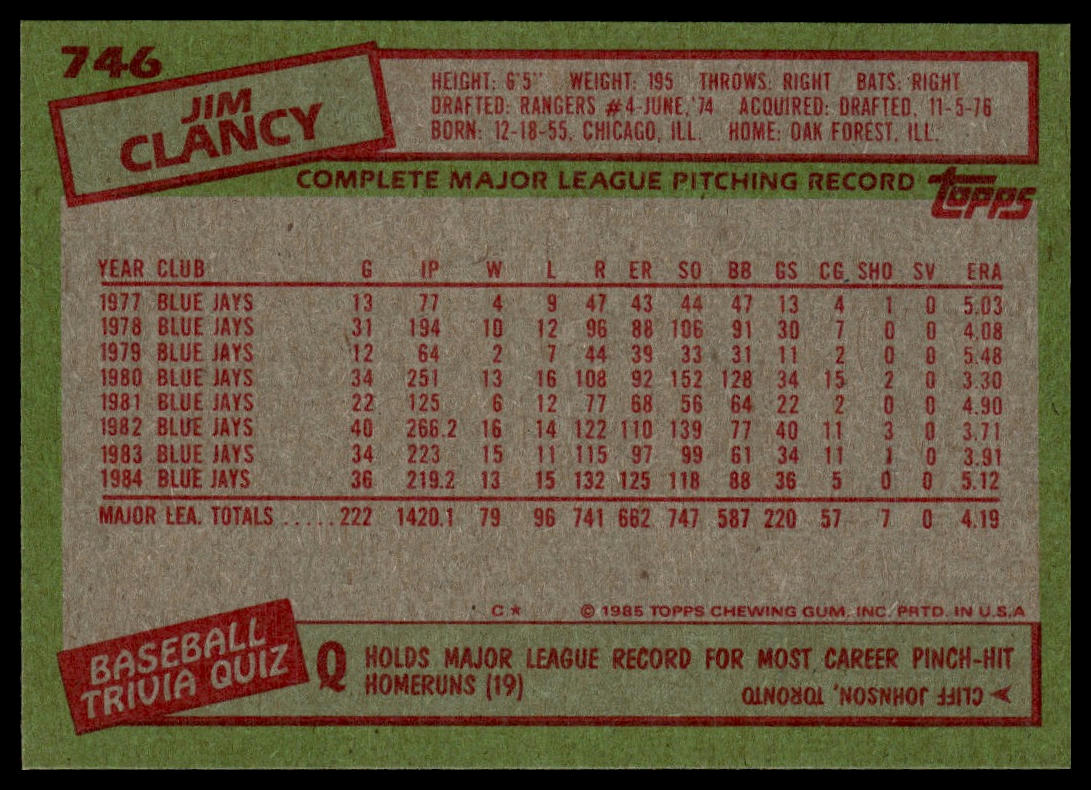 746
JIM
CLANCY
HEIGHT: 6'5" WEIGHT: 195 THROWS: RIGHT BATS: RIGHT
DRAFTED: RANGERS #4-JUNE,'74 ACQUIRED: DRAFTED, 11-5-76
BORN: 12-18-55, CHICAGO, ILL. HOME: OAK FOREST, ILL.
COMPLETE MAJOR LEAGUE PITCHING RECORD
topps
YEAR CLUB G IP W L R ER SO BB GS CG SHO SV ERA
1977 BLUE JAYS 13 77 4 9 47 43 44 47 13 4 1 0 5.03
1978 BLUE JAYS 31 194 10 12 96 88 106 91 30 7 0 0 4.08
1979 BLUE JAYS 12 64 2 7 44 39 33 31 11 2 0 0 5.48
1980 BLUE JAYS 34 251 13 16 108 92 152 128 34 15 2 0 3.30
1981 BLUE JAYS 22 125 6 12 77 68 56 64 22 2 0 0 4.90
1982 BLUE JAYS 40 266.2 16 14 122 110 139 77 40 11 3 0 3.71
1983 BLUE JAYS 34 223 15 11 115 97 99 61 34 11 1 0 3.91
1984 BLUE JAYS 36 219.2 13 15 132 125 118 88 36 5 0 0 5.12
MAJOR LEA. TOTALS .....222 1420.1 79 96 741 662 747 587 220 57 7 0 4.19
C* © 1985 TOPPS CHEWING GUM, INC. PRTD. IN U.S.A
BASEBALL
TRIVIA QUIZ
Q HOLDS MAJOR LEAGUE RECORD FOR MOST CAREER PINCH-HIT
HOMERUNS (19)
CLIFF JOHNSON, TORONTO